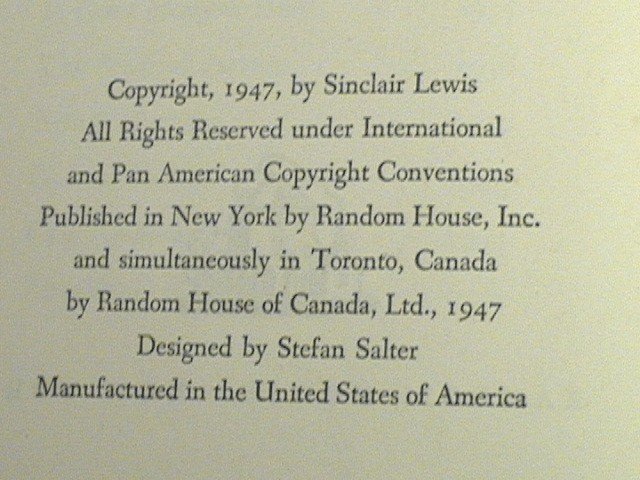 Copyright, 1947, by Sinclair Lewis
All Rights Reserved under International
and Pan American Copyright Conventions
Published in New York by Random House, Inc.
and simultaneously in Toronto, Canada
by Random House of Canada, Ltd., 1947
Designed by Stefan Salter
Manufactured in the United States of America